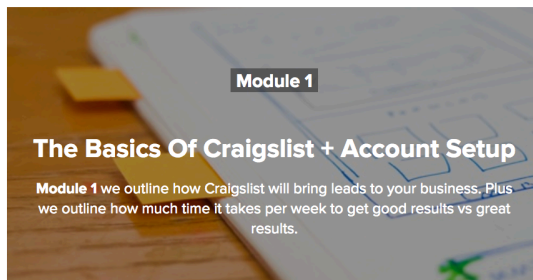 Module 1
The Basics Of Craigslist + Account Setup
Module 1 we outline how Craigslist will bring leads to your business. Plus
we outline how much time it takes per week to get good results vs great
results.